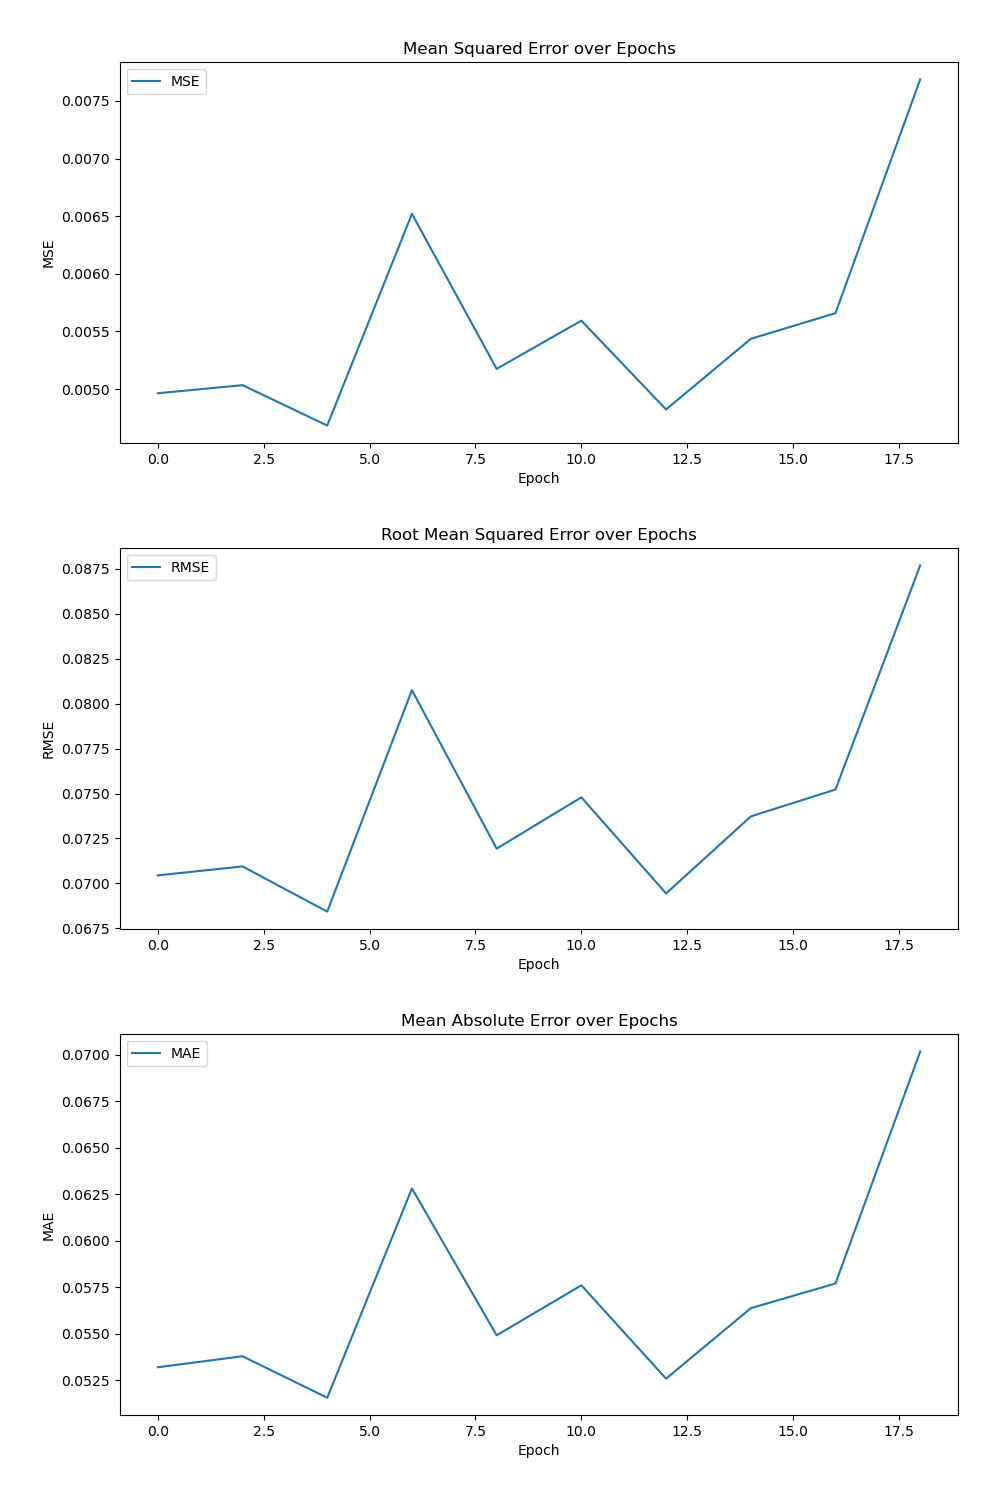 Mean Squared Error over Epochs
MSE
0.0075
0.0070
0.0065
0.0060
0.0055
0.0050
MSE
0.0 2.5 5.0 7.5 10.0 12.5 15.0 17.5
Epoch
Root Mean Squared Error over Epochs
RMSE
0.0875
0.0850
0.0825
0.0800
0.0775
0.0750
0.0725
0.0700
0.0675
RMSE
0.0 2.5 5.0 7.5 10.0 12.5 15.0 17.5
Epoch
Mean Absolute Error over Epochs
MAE
0.0700
0.0675
0.0650
0.0625
0.0600
0.0575
0.0550
0.0525
MAE
0.0 2.5 5.0 7.5 10.0 12.5 15.0 17.5
Epoch